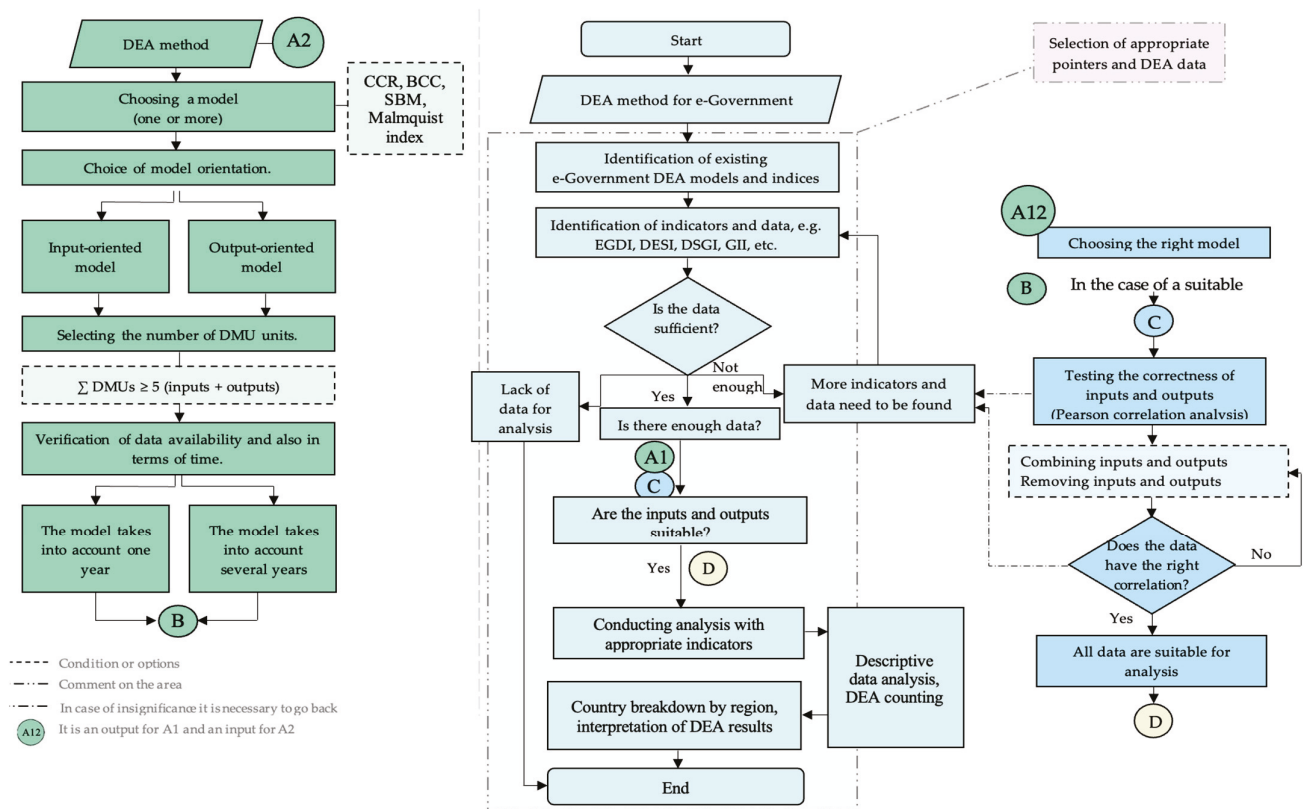 DEA method
A2
Choosing a model
(one or more)
CCR, BCC,
SBM,
Malmquist
index
Choice of model orientation.
Input-oriented
model
Output-oriented
model
Selecting the number of DMU units.
∑ DMUs ≥ 5 (inputs + outputs)
Verification of data availability and also in
terms of time.
The model takes
into account one
year
The model takes
into account
several years
B
Condition or options
Comment on the area
In case of insignificance it is necessary to go back
A12
It is an output for A1 and an input for A2
Start
DEA method for e-Government
Identification of existing
e-Government DEA models and indices
Identification of indicators and data, e.g.
EGDI, DESI, DSGI, GII, etc.
Is the data
sufficient?
Not
enough
Yes
Lack of
data for
analysis
More indicators and
data need to be found
Is there enough data?
A1
C
Are the inputs and outputs
suitable?
Yes
D
Conducting analysis with
appropriate indicators
Descriptive
data analysis,
DEA counting
Country breakdown by region,
interpretation of DEA results
End
Selection of appropriate
pointers and DEA data
A12
Choosing the right model
B
In the case of a suitable
C
Testing the correctness of
inputs and outputs
(Pearson correlation analysis)
Combining inputs and outputs
Removing inputs and outputs
Does the data
have the right
correlation?
No
Yes
All data are suitable for
analysis
D